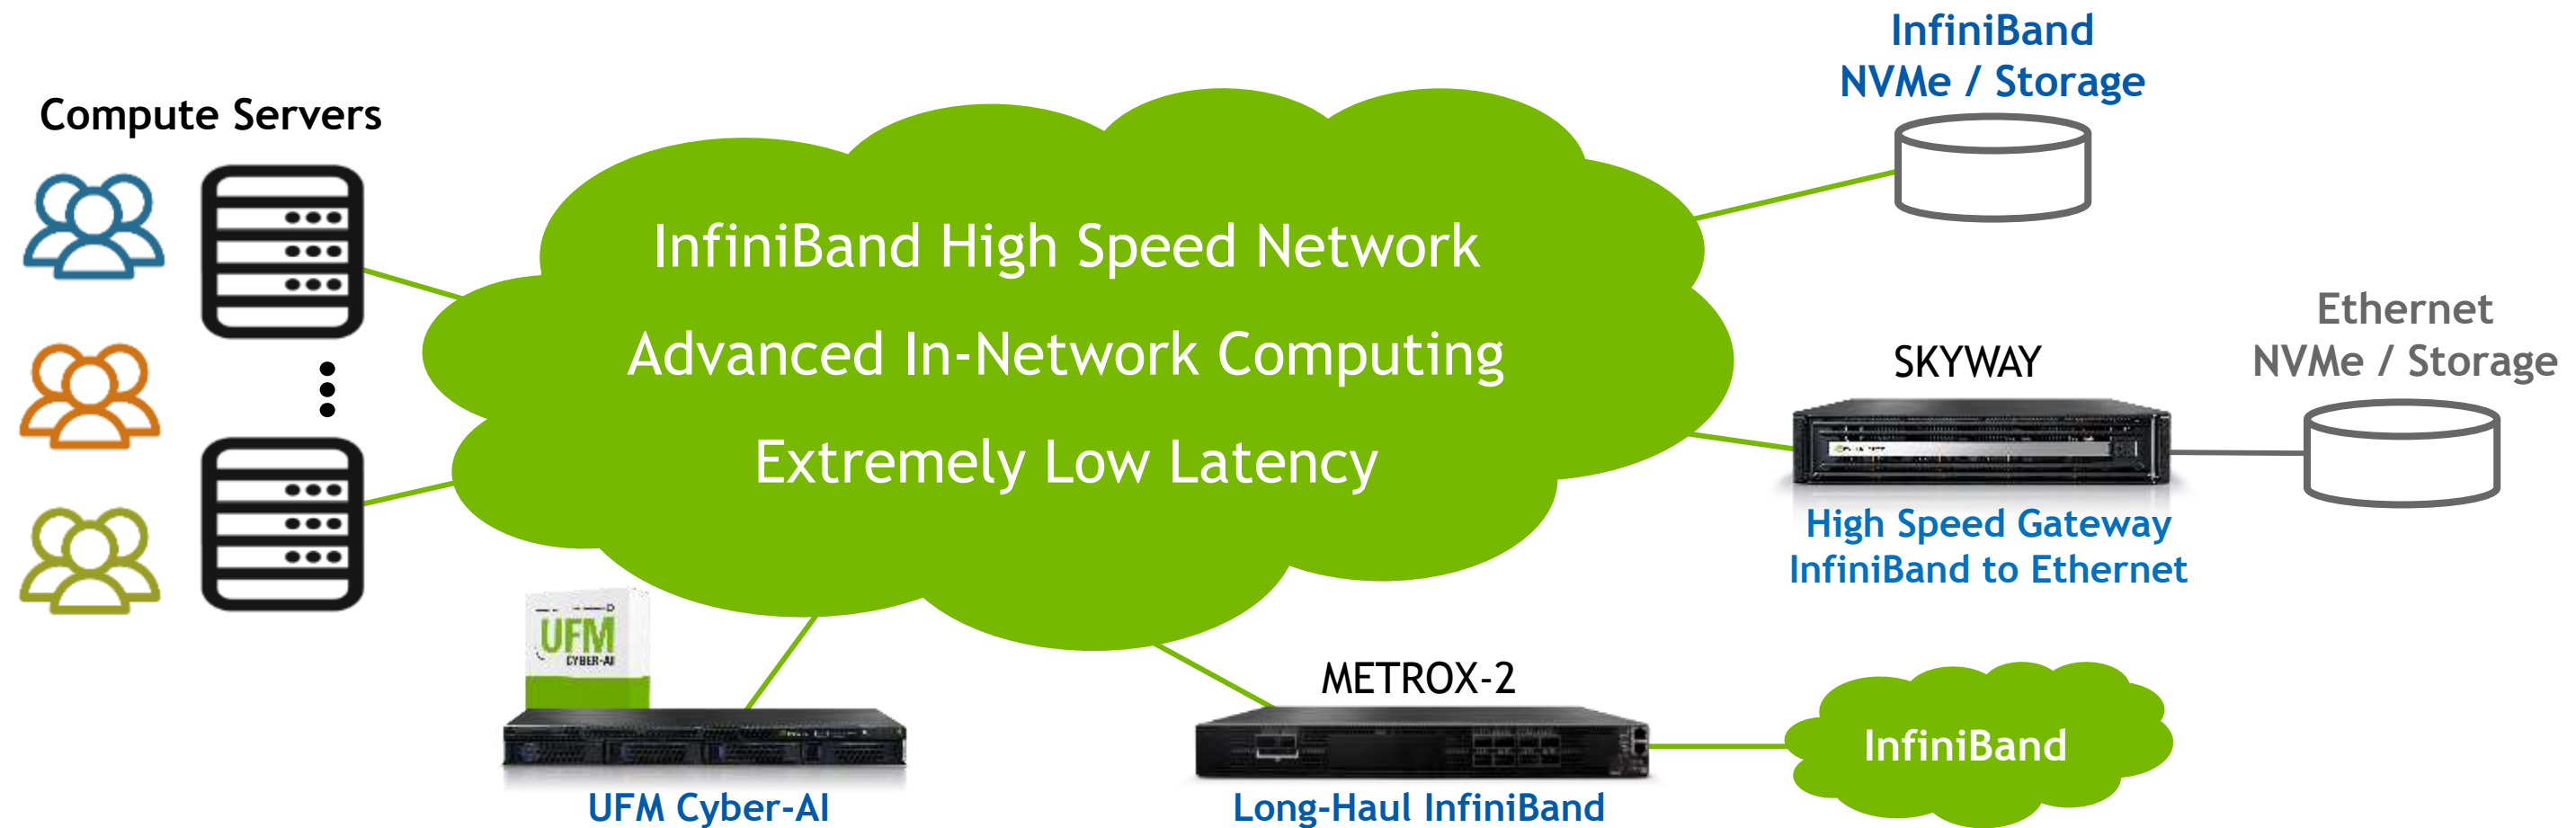 InfiniBand
NVMe / Storage
Compute Servers
InfiniBand High Speed Network
Advanced In-Network Computing
Extremely Low Latency
Ethernet
NVMe / Storage
SKYWAY
High Speed Gateway
InfiniBand to Ethernet
UFM
CYBER-AI
UFM Cyber-AI
METROX-2
Long-Haul InfiniBand
InfiniBand